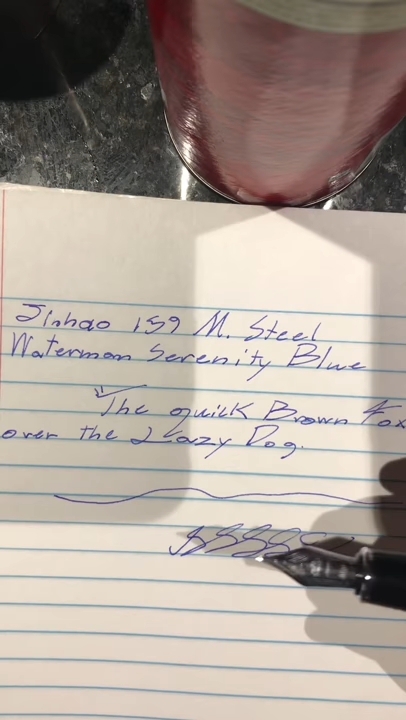 Jinhao 159 M. Steel
Waterman Serenity Blue
"The quick Brown Fox
over the Lazy Dog.